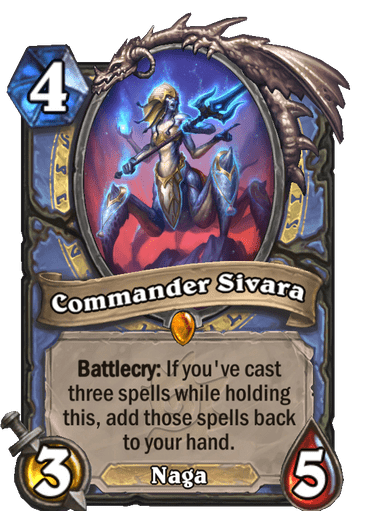 4
Commander Sivara
Battlecry: If you've cast
three spells while holding
this, add those spells back
to your hand.
3
Naga
5